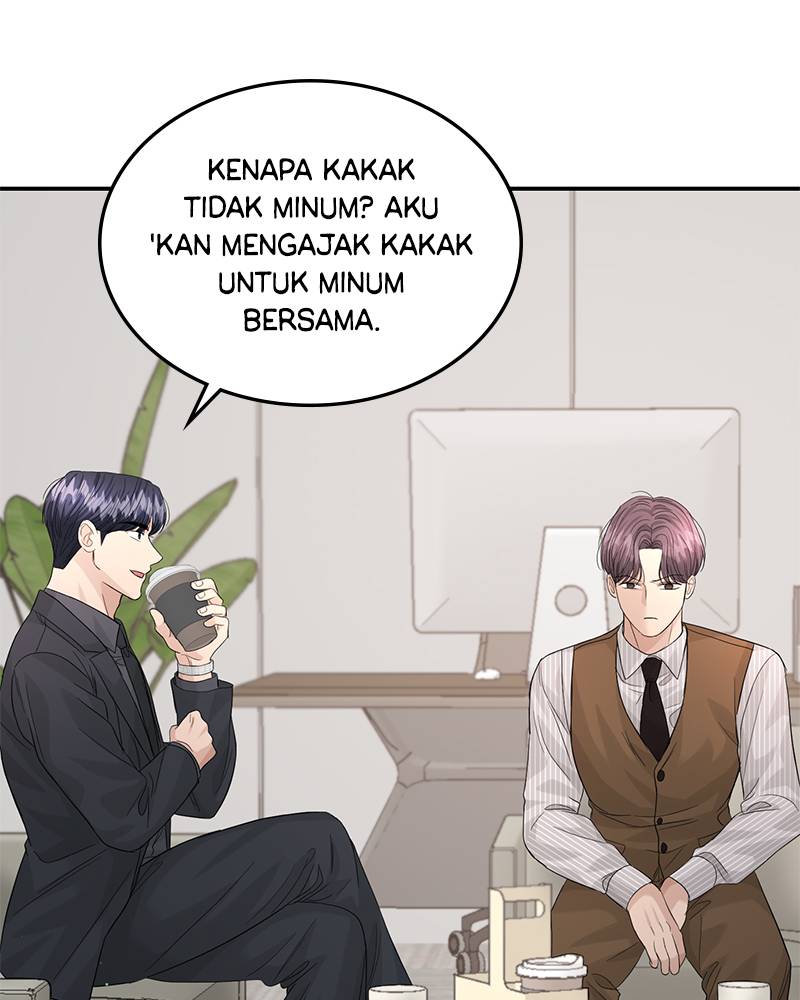 KENAPA KAKAK
TIDAK MINUM? AKU
'KAN MENGAJAK KAKAK
UNTUK MINUM
BERSAMA.